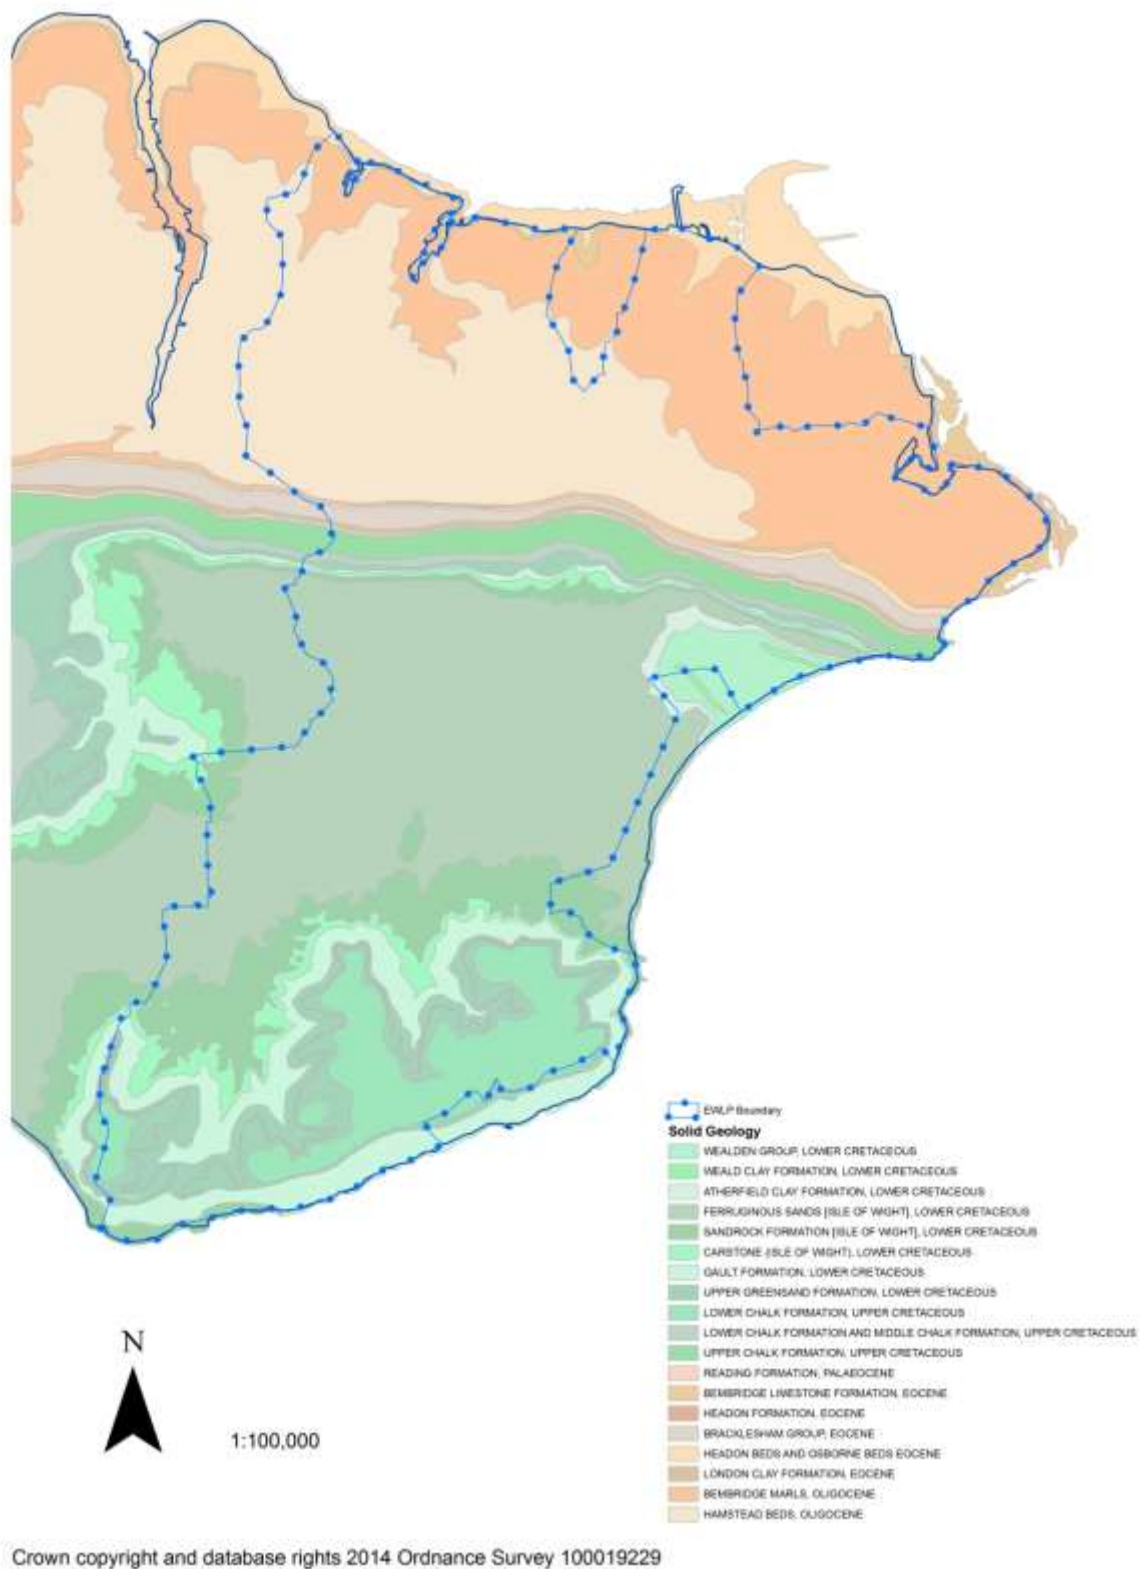 EWLP Boundary
Solid Geology
WEALDEN GROUP, LOWER CRETACEOUS
WEALD CLAY FORMATION, LOWER CRETACEOUS
ATHERFIELD CLAY FORMATION, LOWER CRETACEOUS
FERRUGINOUS SANDS [ISLE OF WIGHT], LOWER CRETACEOUS
SANDROCK FORMATION [ISLE OF WIGHT], LOWER CRETACEOUS
CARSTONE (ISLE OF WIGHT), LOWER CRETACEOUS
GAULT FORMATION, LOWER CRETACEOUS
UPPER GREENSAND FORMATION, LOWER CRETACEOUS
LOWER CHALK FORMATION, UPPER CRETACEOUS
LOWER CHALK FORMATION AND MIDDLE CHALK FORMATION, UPPER CRETACEOUS
UPPER CHALK FORMATION, UPPER CRETACEOUS
READING FORMATION, PALAEOCENE
BEMBRIDGE LIMESTONE FORMATION, EOCENE
HEADON FORMATION, EOCENE
BRACKLESHAM GROUP, EOCENE
HEADON BEDS AND OSBORNE BEDS EOCENE
LONDON CLAY FORMATION, EOCENE
BEMBRIDGE MARLS, OLIGOCENE
HAMSTEAD BEDS, OLIGOCENE
N
1:100,000
Crown copyright and database rights 2014 Ordnance Survey 100019229